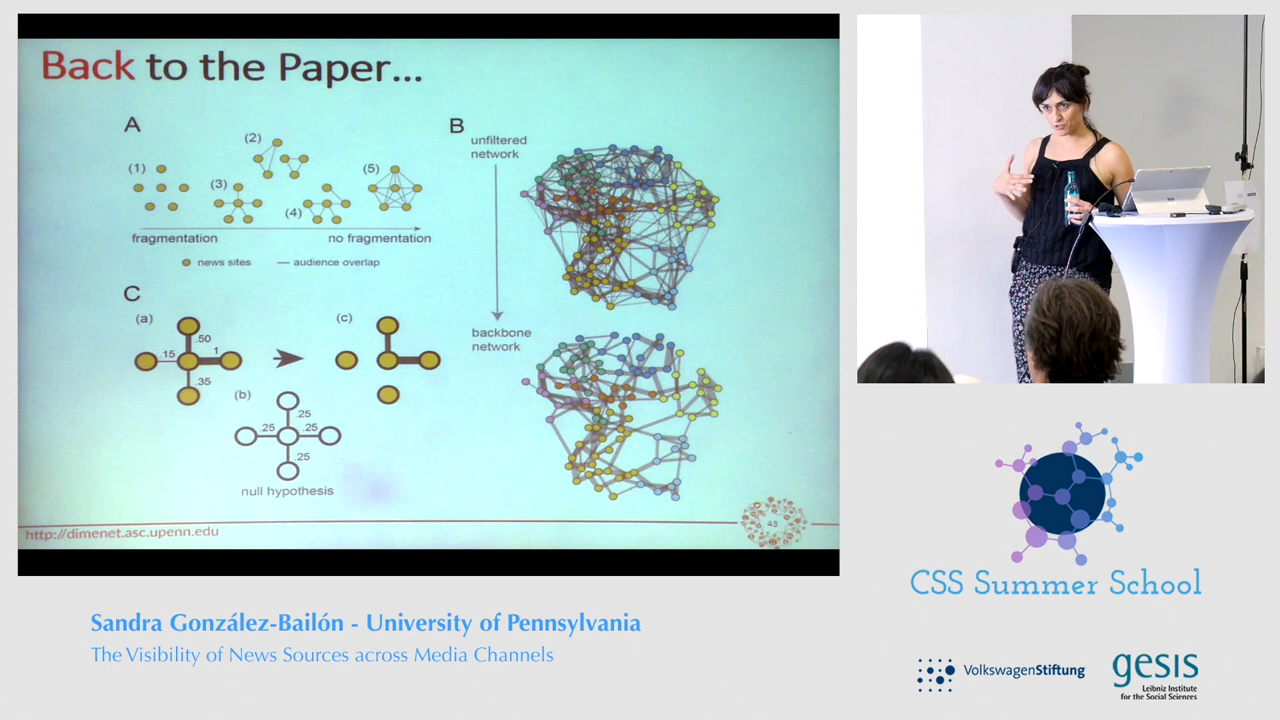 Back to the Paper...
A
B
(1)
(2)
(3)
(4)
(5)
fragmentation
no fragmentation
news sites
audience overlap
unfiltered
network
backbone
network
C
(a)
.50
.15
1
.35
(c)
(b)
.25
.25
.25
.25
null hypothesis
http://dimenet.asc.upenn.edu
43
Sandra González-Bailón - University of Pennsylvania
The Visibility of News Sources across Media Channels
CSS Summer School
VolkswagenStiftung
gesis
Leibniz Institute
for the Social Sciences